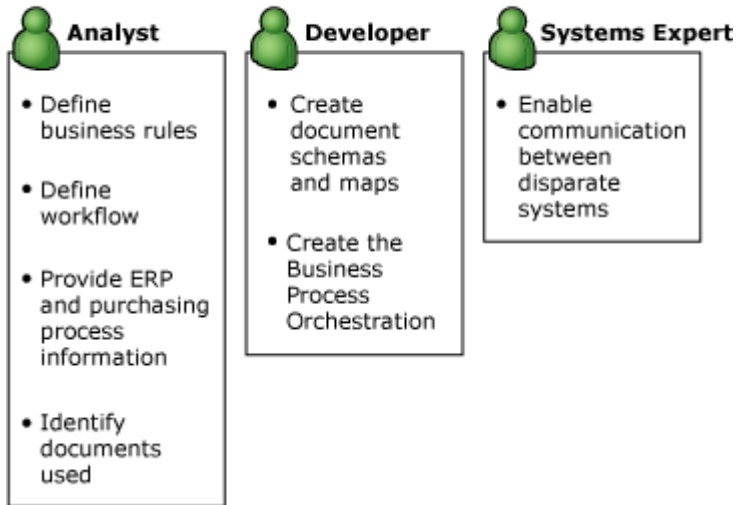 Analyst
• Define
business rules
• Define
workflow
• Provide ERP
and purchasing
process
information
• Identify
documents
used
Developer
• Create
document
schemas
and maps
• Create the
Business
Process
Orchestration
Systems Expert
• Enable
communication
between
disparate
systems